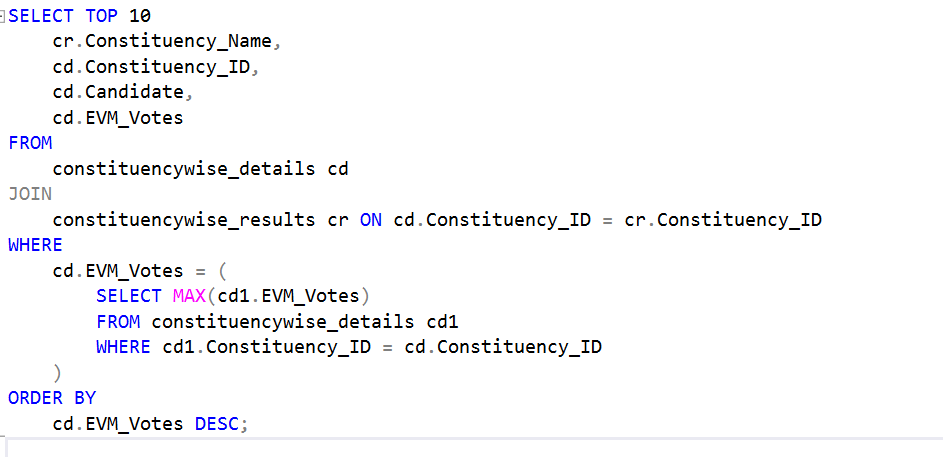 SELECT TOP 10
    cr.Constituency_Name,
    cd.Constituency_ID,
    cd.Candidate,
    cd.EVM_Votes
FROM
    constituencywise_details cd
JOIN
    constituencywise_results cr ON cd.Constituency_ID = cr.Constituency_ID
WHERE
    cd.EVM_Votes = (
        SELECT MAX(cd1.EVM_Votes)
        FROM constituencywise_details cd1
        WHERE cd1.Constituency_ID = cd.Constituency_ID
    )
ORDER BY
    cd.EVM_Votes DESC;